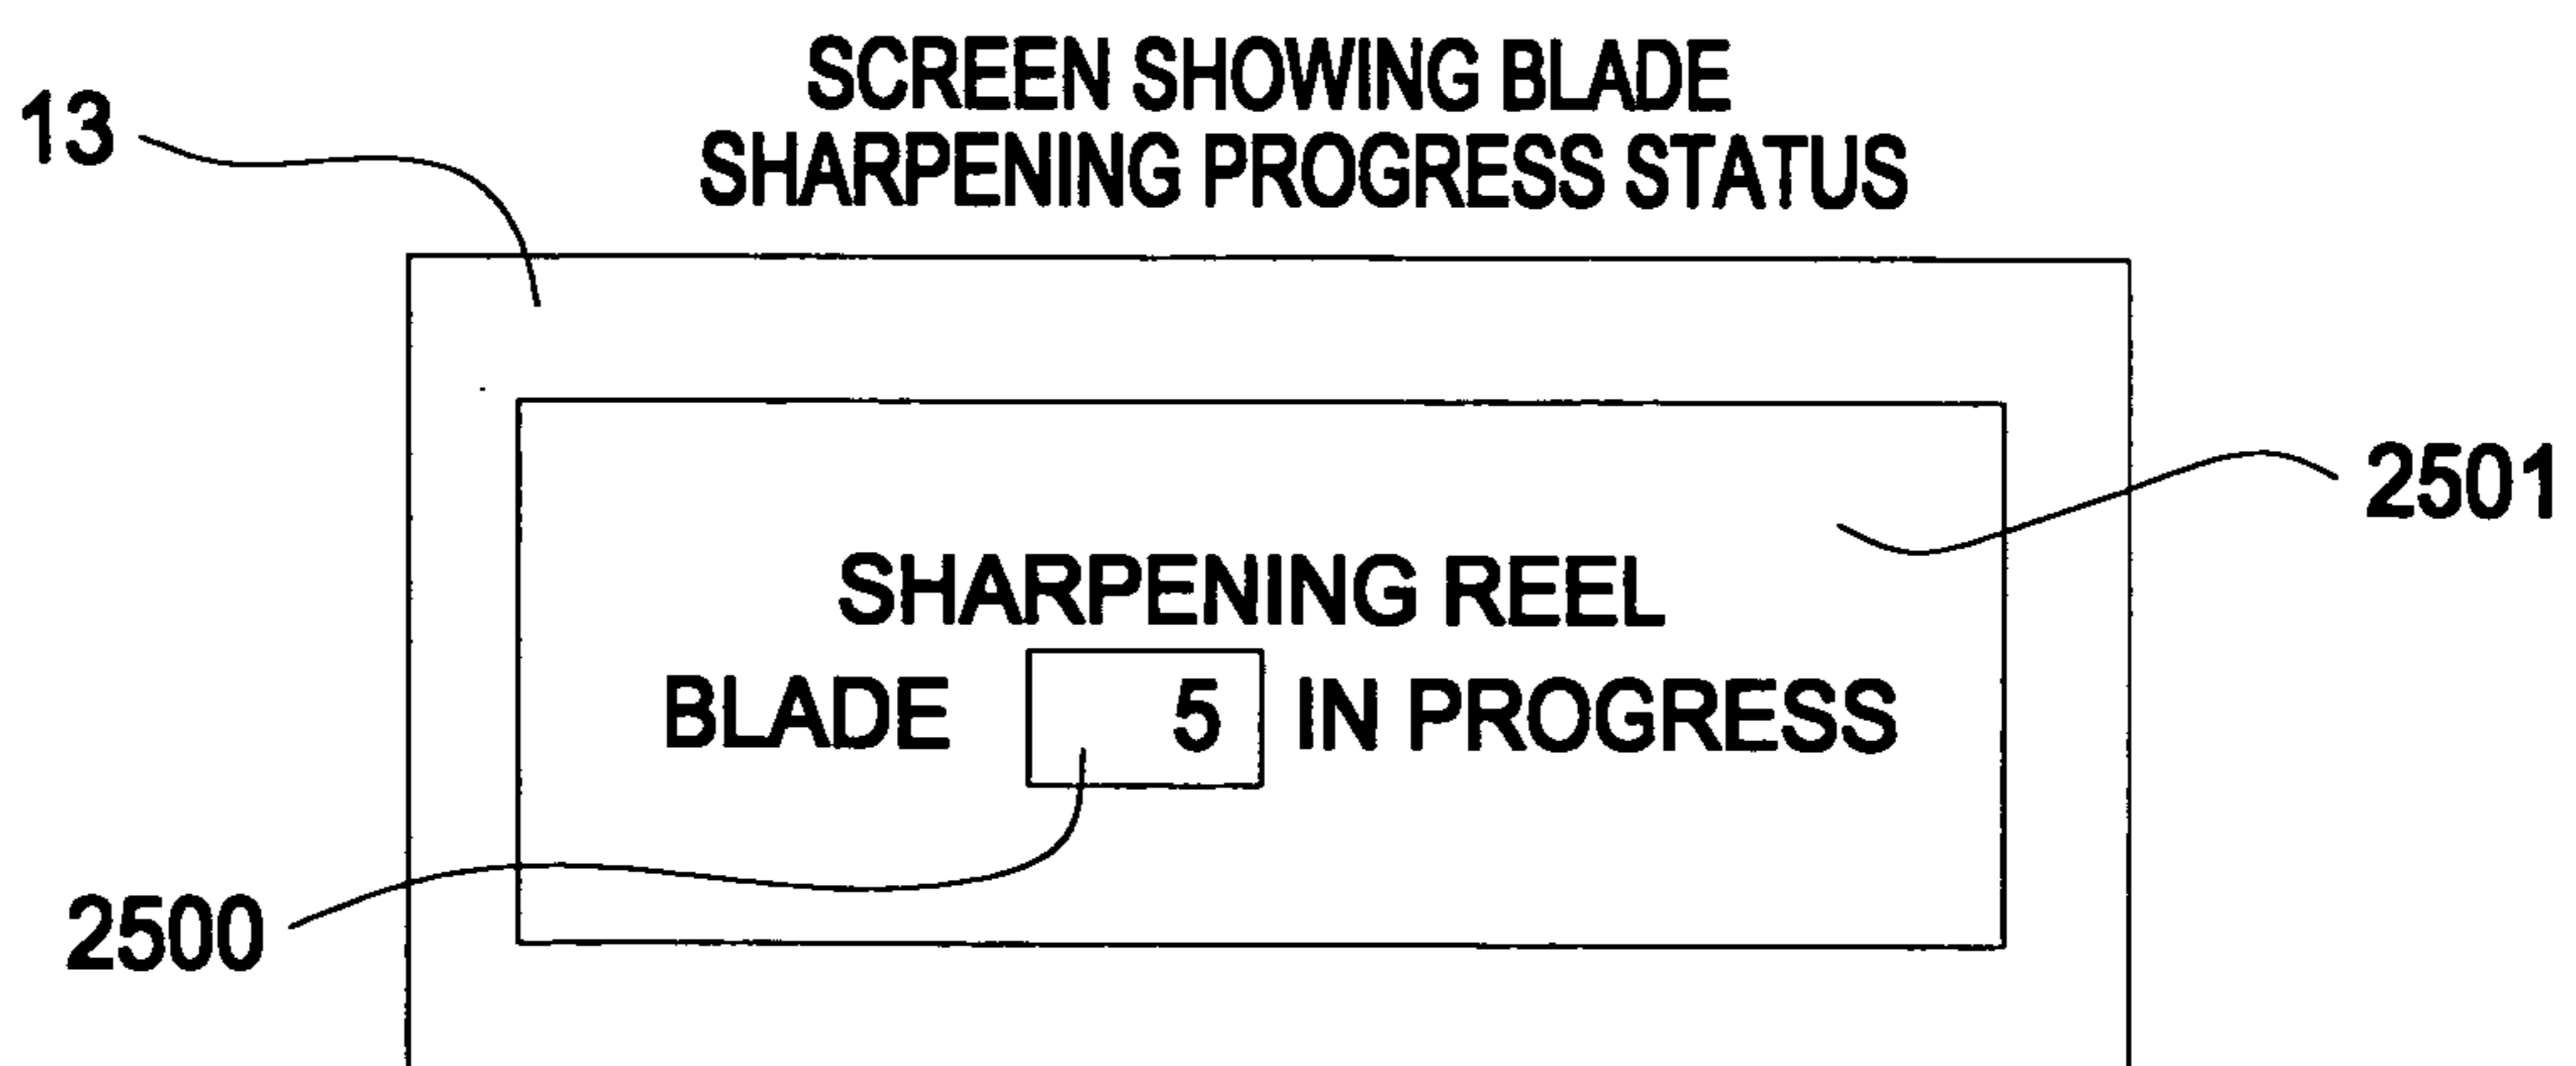 SCREEN SHOWING BLADE
SHARPENING PROGRESS STATUS
13
2501
SHARPENING REEL
BLADE 5 IN PROGRESS
2500